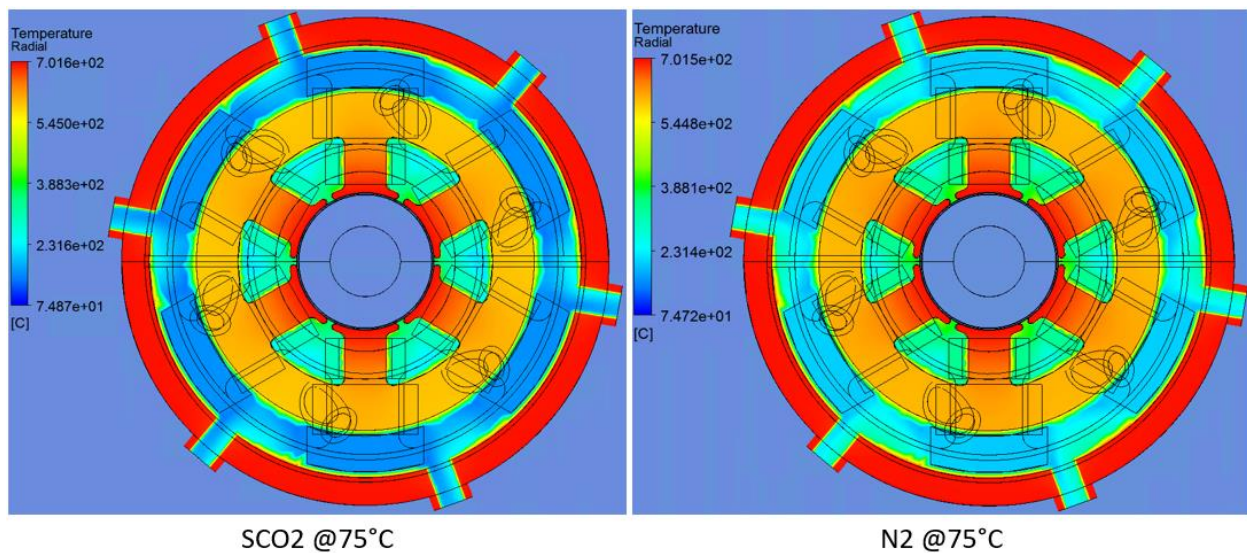 Temperature
Radial
7.016e+02
5.450e+02
3.883e+02
2.316e+02
7.487e+01
[C]
SCO2 @75°C
Temperature
Radial
7.015e+02
5.448e+02
3.881e+02
2.314e+02
7.472e+01
[C]
N2 @75°C